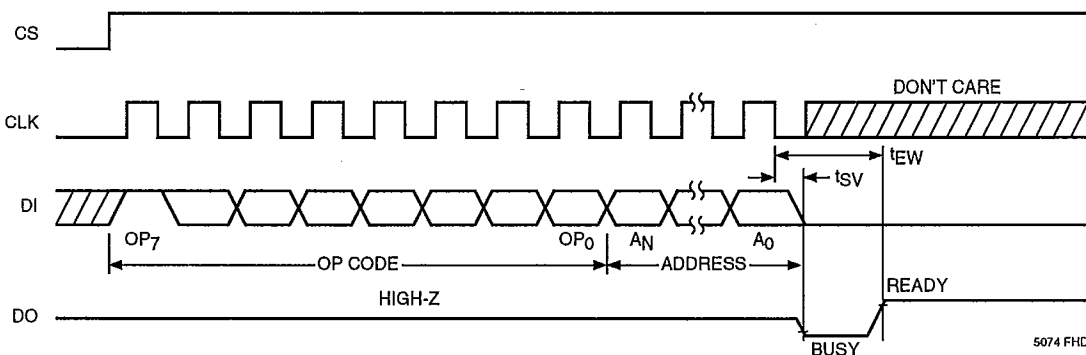 CS
DON'T CARE
CLK
tEW
tSV
DI
OP7 OP0 AN A0
OP CODE ADDRESS
HIGH-Z READY
DO
BUSY
5074 FHD